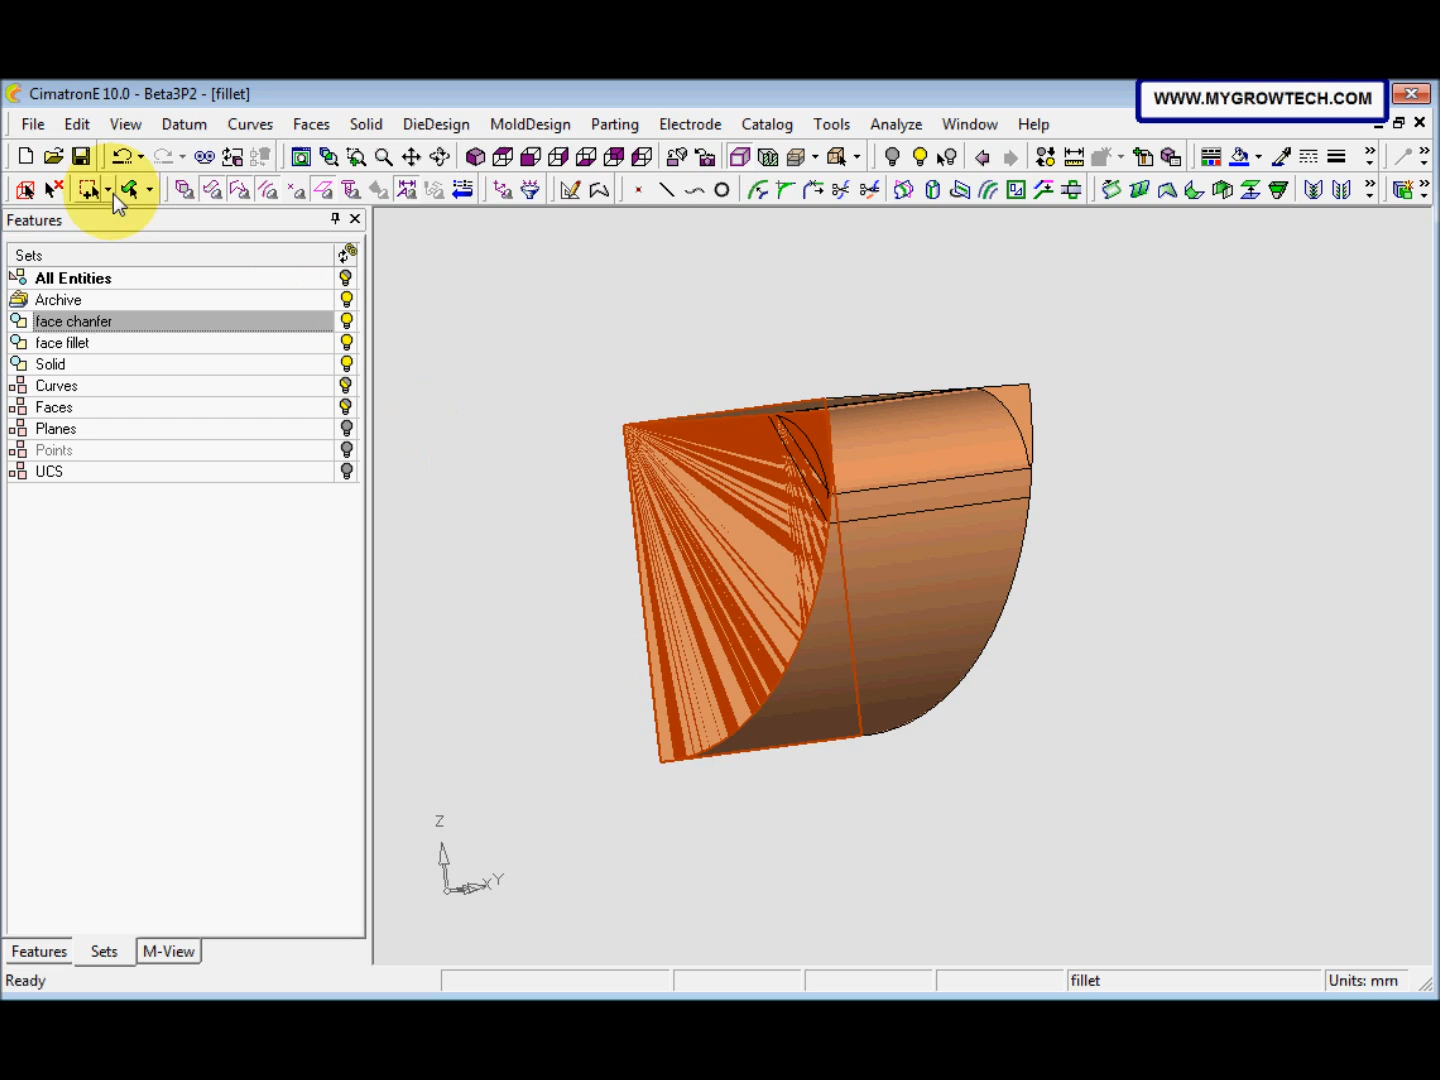 CimatronE 10.0 - Beta3P2 - [fillet]
WWW.MYGROWTECH.COM
File Edit View Datum Curves Faces Solid DieDesign MoldDesign Parting Electrode Catalog Tools Analyze Window Help
Features
Sets
All Entities
Archive
face chanfer
face fillet
Solid
Curves
Faces
Planes
Points
UCS
Z
X Y
Features Sets M-View
Ready fillet Units: mm